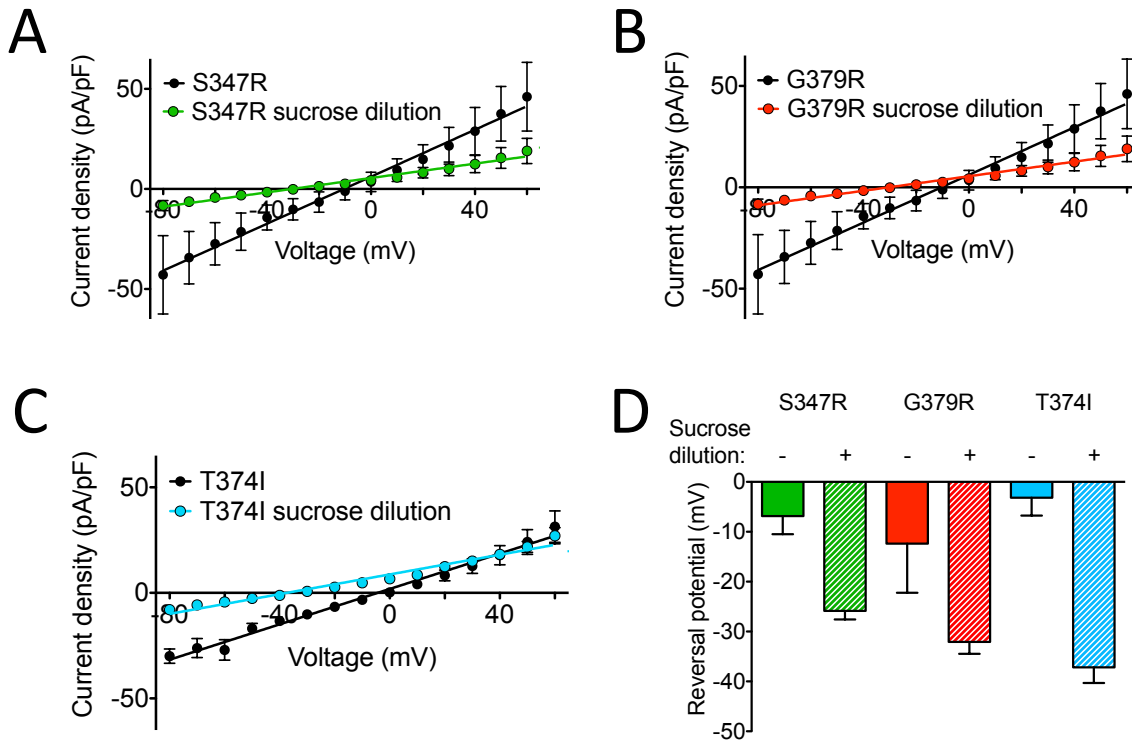 A
Current density (pA/pF)
50
0
-50
S347R
S347R sucrose dilution
-80
-40
0
40
Voltage (mV)
B
Current density (pA/pF)
50
0
-50
G379R
G379R sucrose dilution
-80
-40
0
40
Voltage (mV)
C
Current density (pA/pF)
50
0
-50
T374I
T374I sucrose dilution
-80
-40
0
40
Voltage (mV)
D
S347R G379R T374I
Sucrose
dilution: - + - + - +
Reversal potential (mV)
0
-10
-20
-30
-40
-50